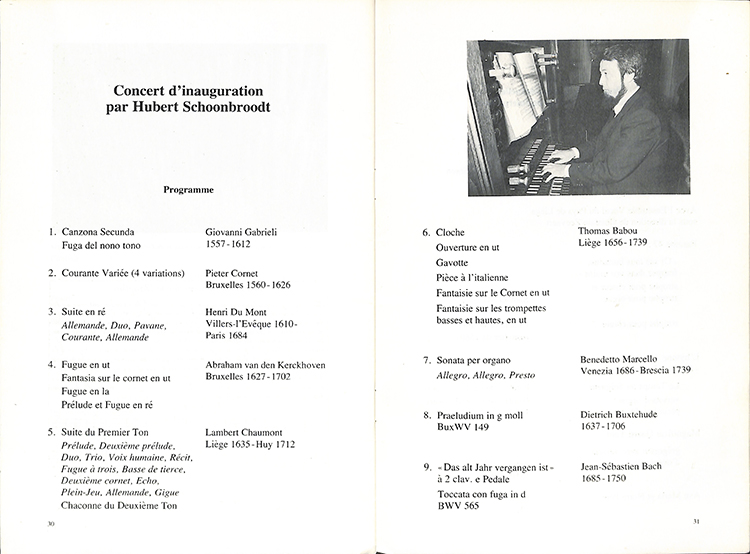 Concert d'inauguration
par Hubert Schoonbroodt
Programme
1. Canzona Secunda
Fuga del nono tono
Giovanni Gabrieli
1557-1612
2. Courante Variée (4 variations)
Pieter Cornet
Bruxelles 1560-1626
3. Suite en ré
Allemande, Duo, Pavane,
Courante, Allemande
Henri Du Mont
Villers-l'Evêque 1610-
Paris 1684
4. Fugue en ut
Fantasia sur le cornet en ut
Fugue en la
Prélude et Fugue en ré
Abraham van den Kerckhoven
Bruxelles 1627-1702
5. Suite du Premier Ton
Prélude, Deuxième prélude,
Duo, Trio, Voix humaine, Récit,
Fugue à trois, Basse de tierce,
Deuxième cornet, Echo,
Plein-Jeu, Allemande, Gigue
Chaconne du Deuxième Ton
Lambert Chaumont
Liège 1635-Huy 1712
30
6. Cloche
Ouverture en ut
Gavotte
Pièce à l'italienne
Fantaisie sur le Cornet en ut
Fantaisie sur les trompettes
basses et hautes, en ut
Thomas Babou
Liège 1656-1739
7. Sonata per organo
Allegro, Allegro, Presto
Benedetto Marcello
Venezia 1686-Brescia 1739
8. Praeludium in g moll
BuxWV 149
Dietrich Buxtehude
1637-1706
9. «Das alt Jahr vergangen ist»
à 2 clav. e Pedale
Toccata con fuga in d
BWV 565
Jean-Sébastien Bach
1685-1750
31